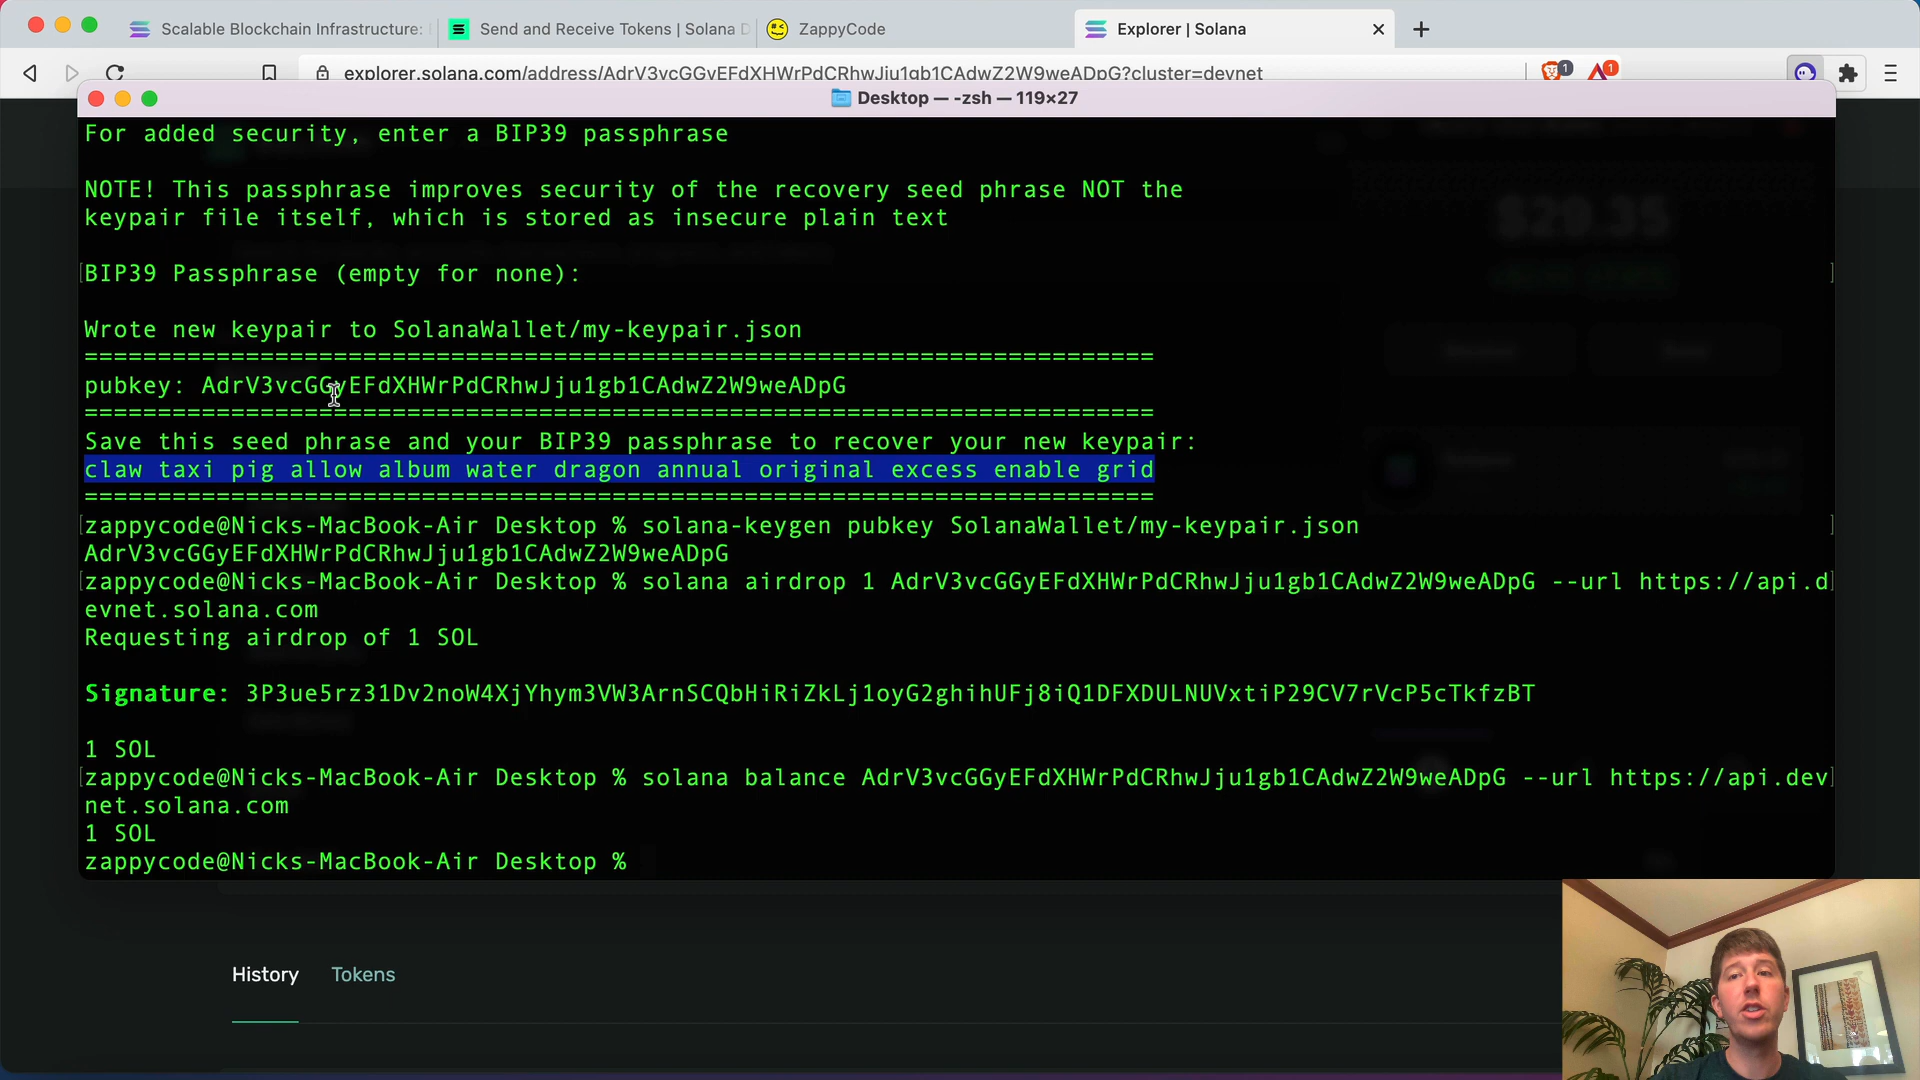 Scalable Blockchain Infrastructure:
Send and Receive Tokens | Solana D
ZappyCode
Explorer | Solana
explorer.solana.com/address/AdrV3vcGGyEFdXHWrPdCRhwJju1gb1CAdwZ2W9weADpG?cluster=devnet
1
1
Desktop — -zsh — 119×27
For added security, enter a BIP39 passphrase
NOTE! This passphrase improves security of the recovery seed phrase NOT the
keypair file itself, which is stored as insecure plain text
BIP39 Passphrase (empty for none):
Wrote new keypair to SolanaWallet/my-keypair.json
=========================================================================
pubkey: AdrV3vcGGyEFdXHWrPdCRhwJju1gb1CAdwZ2W9weADpG
=========================================================================
Save this seed phrase and your BIP39 passphrase to recover your new keypair:
claw taxi pig allow album water dragon annual original excess enable grid
=========================================================================
zappycode@Nicks-MacBook-Air Desktop % solana-keygen pubkey SolanaWallet/my-keypair.json
AdrV3vcGGyEFdXHWrPdCRhwJju1gb1CAdwZ2W9weADpG
zappycode@Nicks-MacBook-Air Desktop % solana airdrop 1 AdrV3vcGGyEFdXHWrPdCRhwJju1gb1CAdwZ2W9weADpG --url https://api.d
evnet.solana.com
Requesting airdrop of 1 SOL
Signature: 3P3ue5rz31Dv2noW4XjYhym3VW3ArnSCQbHiRiZkLj1oyG2ghihUFj8iQ1DFXDULNUVxtiP29CV7rVcP5cTkfzBT
1 SOL
zappycode@Nicks-MacBook-Air Desktop % solana balance AdrV3vcGGyEFdXHWrPdCRhwJju1gb1CAdwZ2W9weADpG --url https://api.dev
net.solana.com
1 SOL
zappycode@Nicks-MacBook-Air Desktop %
$29.35
History
Tokens